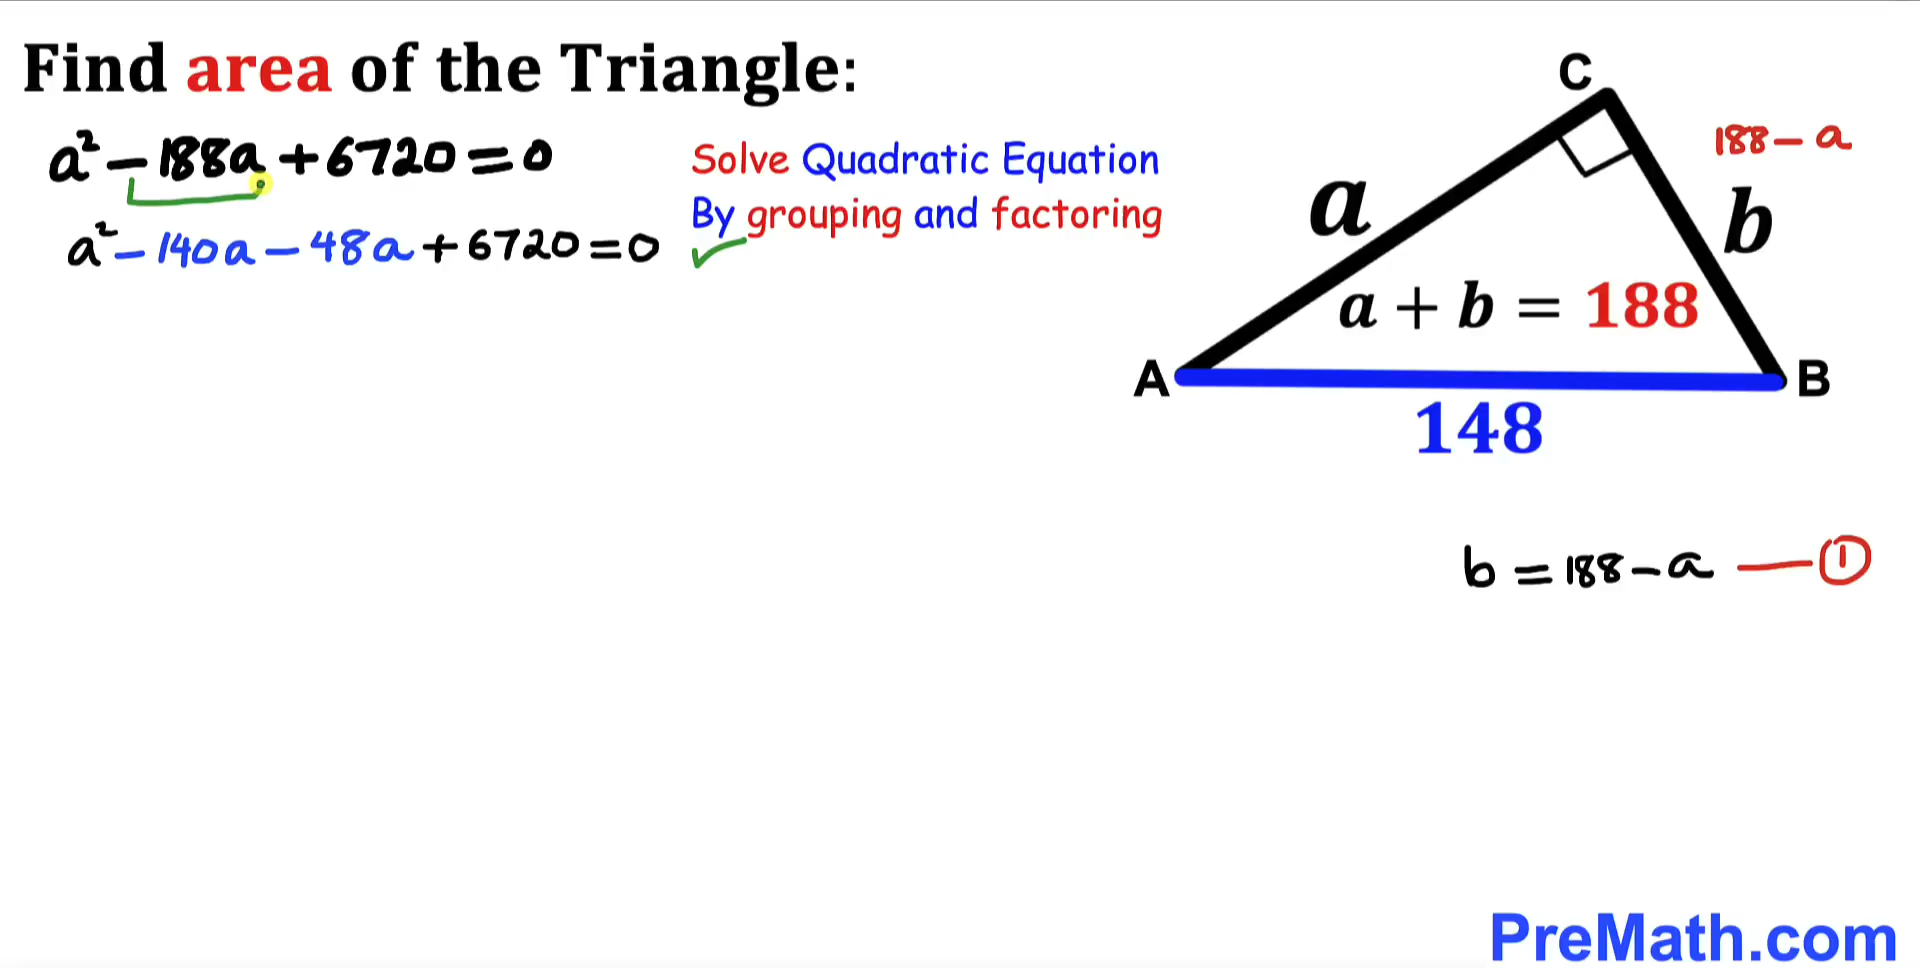 Find area of the Triangle:
a² - 188a + 6720 = 0
a² - 140a - 48a + 6720 = 0
Solve Quadratic Equation
By grouping and factoring
C
188 - a
a
b
a + b = 188
A
B
148
b = 188 - a — ①
PreMath.com